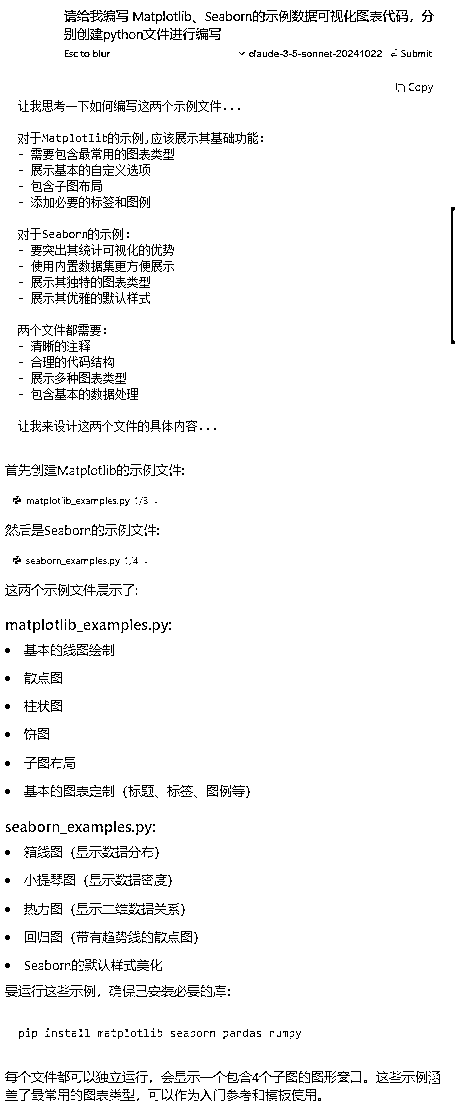 请给我编写 Matplotlib、Seaborn的示例数据可视化图表代码，分
别创建python文件进行编写
Esc to blur
claude-3-5-sonnet-20241022 Submit
Copy
让我思考一下如何编写这两个示例文件...
对于Matplotlib的示例,应该展示其基础功能:
- 需要包含最常用的图表类型
- 展示基本的自定义选项
- 包含子图布局
- 添加必要的标签和图例
对于Seaborn的示例:
- 要突出其统计可视化的优势
- 使用内置数据集更方便展示
- 展示其独特的图表类型
- 展示其优雅的默认样式
两个文件都需要:
- 清晰的注释
- 合理的代码结构
- 展示多种图表类型
- 包含基本的数据处理
让我来设计这两个文件的具体内容...
首先创建Matplotlib的示例文件:
matplotlib_examples.py
然后是Seaborn的示例文件:
seaborn_examples.py 1/4
这两个示例文件展示了:
matplotlib_examples.py:
• 基本的线图绘制
• 散点图
• 柱状图
• 饼图
• 子图布局
• 基本的图表定制（标题、标签、图例等）
seaborn_examples.py:
• 箱线图（显示数据分布）
• 小提琴图（显示数据密度）
• 热力图（显示二维数据关系）
• 回归图（带有趋势线的散点图）
• Seaborn的默认样式美化
要运行这些示例，确保已安装必要的库:
pip install matplotlib seaborn pandas numpy
每个文件都可以独立运行，会显示一个包含4个子图的图形窗口。这些示例涵
盖了最常用的图表类型，可以作为入门参考和模板使用。